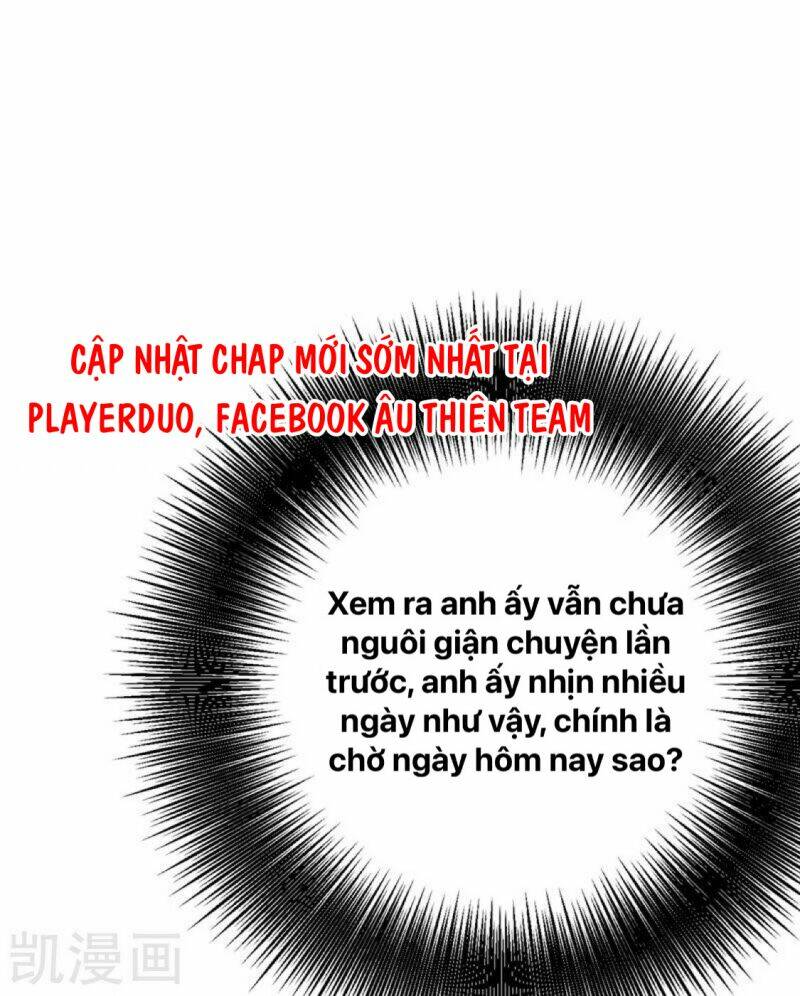 CẬP NHẬT CHAP MỚI SỚM NHẤT TẠI
PLAYERDUO, FACEBOOK ÂU THIÊN TEAM
Xem ra anh ấy vẫn chưa
nguôi giận chuyện lần
trước, anh ấy nhịn nhiều
ngày như vậy, chính là
chờ ngày hôm nay sao?
凯漫画